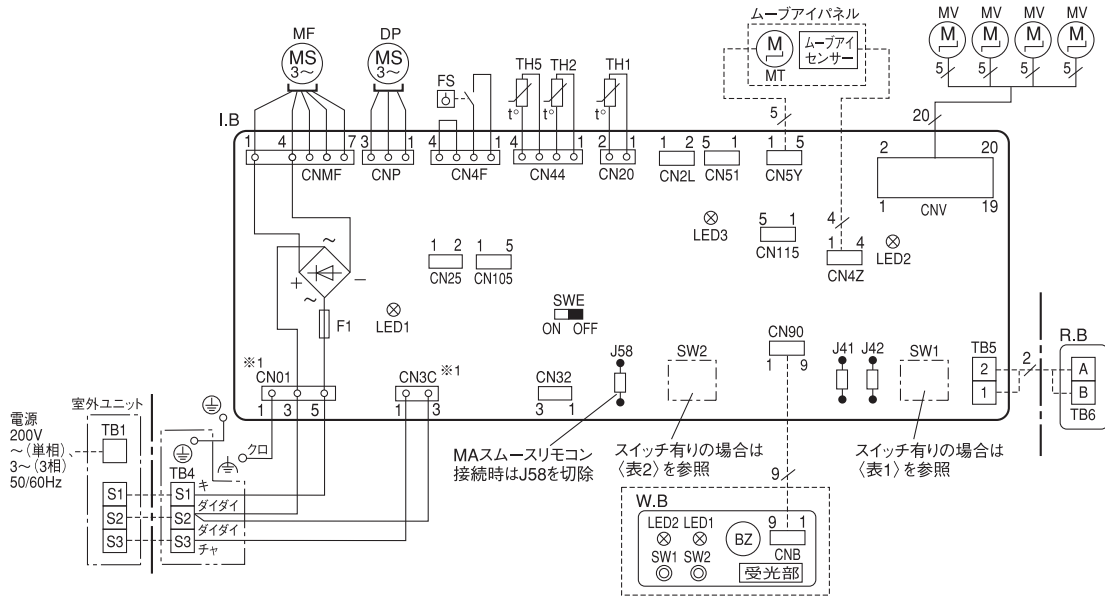 ムーブアイパネル
MV MV MV MV
MF DP
MS 3～ MS 3～
M M M M
M ムーブアイ センサー
MT
FS
TH5 TH2 TH1
t° t° t°
5 5 5 5
5
20
I.B
1 4 7 3 1 4 1 4 1 2 1 1 2 5 1 1 5 2 20
CNMF CNP CN4F CN44 CN20 CN2L CN51 CN5Y
1 CNV 19
LED3
5 1
CN115
4
1 4
CN4Z
LED2
～
+ −
～
1 2 1 5
CN25 CN105
F1
LED1
SWE
ON OFF
※1
CN01
1 3 5
CN3C ※1
1 3
CN32
3 1
J58
SW2
CN90
1 9
J41 J42
SW1
TB5
2
1
2
R.B
A
B
TB6
電源
200V
～(単相)、
3～(3相)
50/60Hz
室外ユニット
TB1
S1
S2
S3
クロ
TB4
S1 キ
S2 ダイダイ
ダイダイ
S3 チャ
MAスムースリモコン
接続時はJ58を切除
スイッチ有りの場合は
〈表2〉を参照
スイッチ有りの場合は
〈表1〉を参照
9
W.B
LED2 LED1
SW1 SW2
BZ
9 1
CNB
受光部